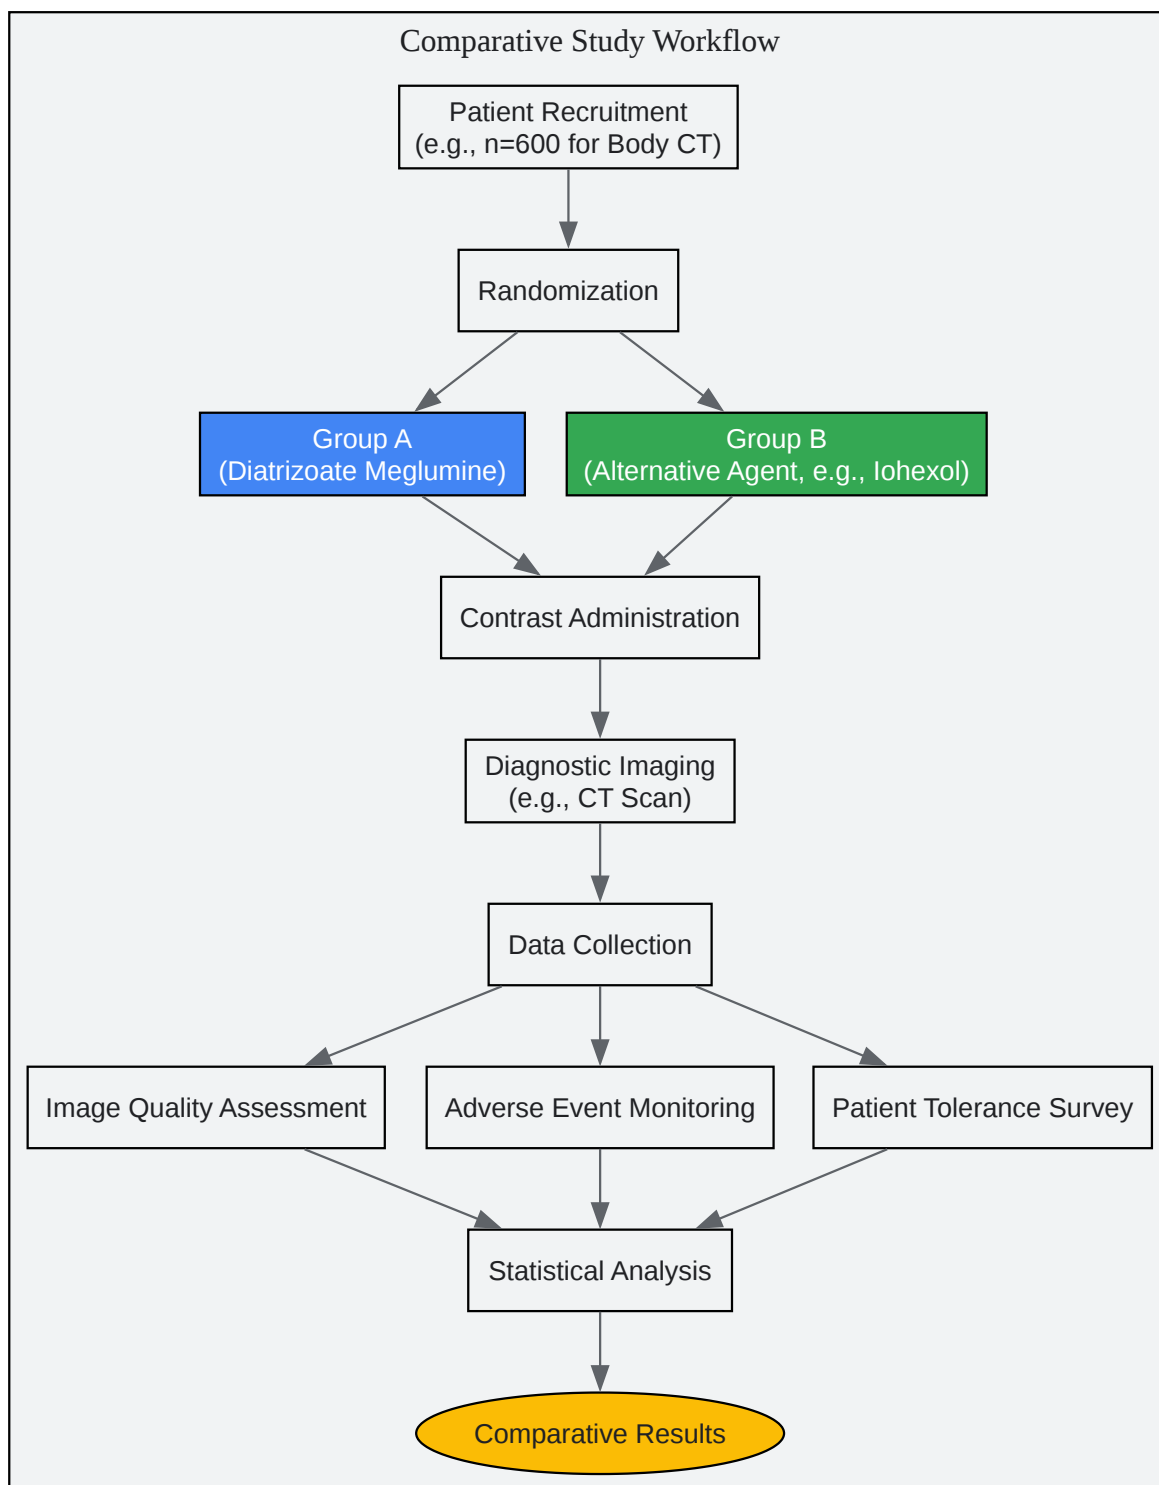 Comparative Study Workflow
Patient Recruitment
(e.g., n=600 for Body CT)
Randomization
Group A
(Diatrizoate Meglumine)
Group B
(Alternative Agent, e.g., Iohexol)
Contrast Administration
Diagnostic Imaging
(e.g., CT Scan)
Data Collection
Image Quality Assessment
Adverse Event Monitoring
Patient Tolerance Survey
Statistical Analysis
Comparative Results